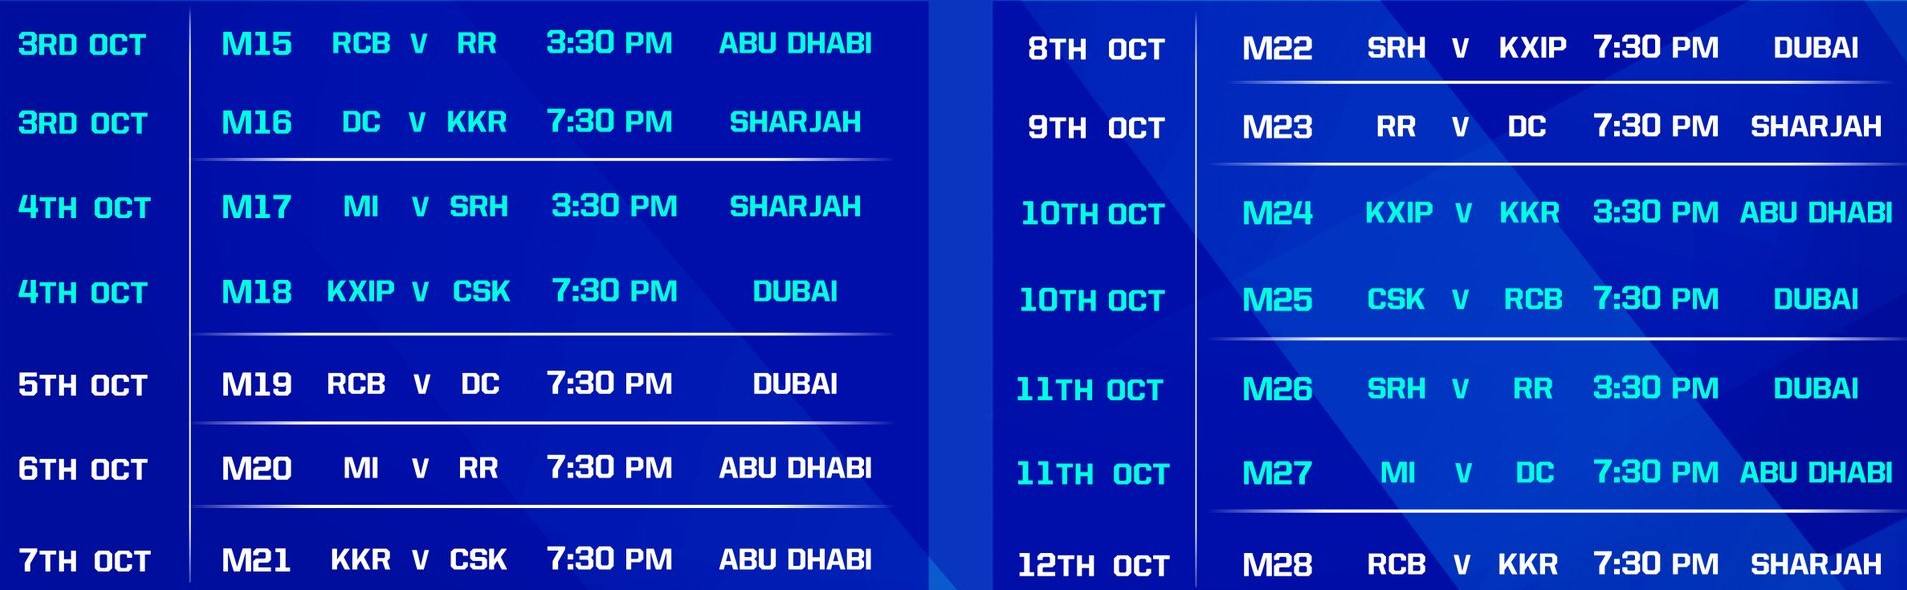 3RD OCT M15 RCB V RR 3:30 PM ABU DHABI
3RD OCT M16 DC V KKR 7:30 PM SHARJAH
4TH OCT M17 MI V SRH 3:30 PM SHARJAH
4TH OCT M18 KXIP V CSK 7:30 PM DUBAI
5TH OCT M19 RCB V DC 7:30 PM DUBAI
6TH OCT M20 MI V RR 7:30 PM ABU DHABI
7TH OCT M21 KKR V CSK 7:30 PM ABU DHABI
8TH OCT M22 SRH V KXIP 7:30 PM DUBAI
9TH OCT M23 RR V DC 7:30 PM SHARJAH
10TH OCT M24 KXIP V KKR 3:30 PM ABU DHABI
10TH OCT M25 CSK V RCB 7:30 PM DUBAI
11TH OCT M26 SRH V RR 3:30 PM DUBAI
11TH OCT M27 MI V DC 7:30 PM ABU DHABI
12TH OCT M28 RCB V KKR 7:30 PM SHARJAH